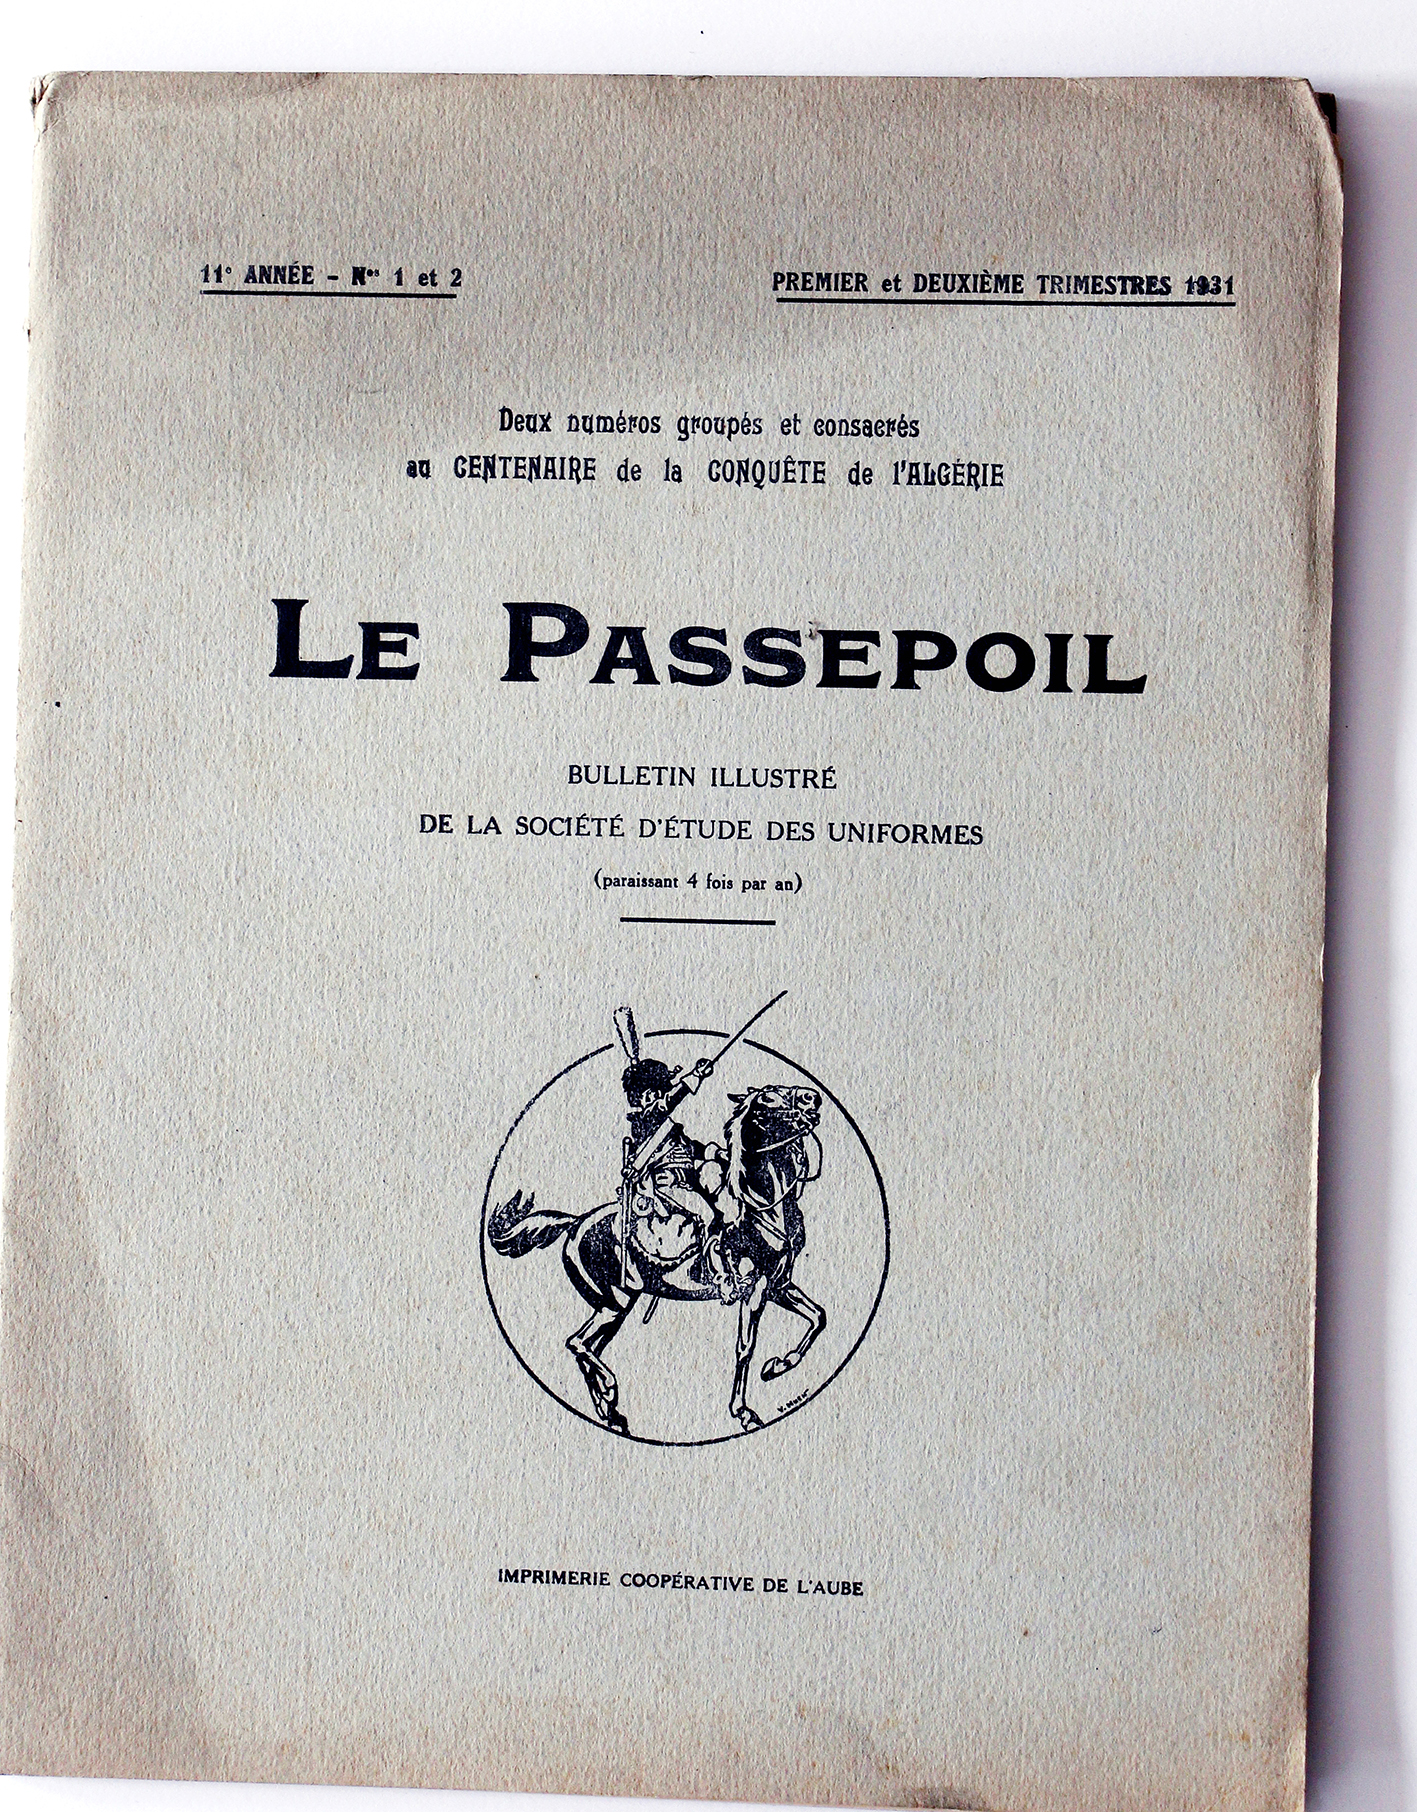 11ᵉ ANNÉE - Nᵒˢ 1 et 2
PREMIER et DEUXIÈME TRIMESTRES 1931
Deux numéros groupés et consacrés
au CENTENAIRE de la CONQUÊTE de l'ALGÉRIE
LE PASSEPOIL
BULLETIN ILLUSTRÉ
DE LA SOCIÉTÉ D'ÉTUDE DES UNIFORMES
(paraissant 4 fois par an)
V. HUEN
IMPRIMERIE COOPÉRATIVE DE L'AUBE